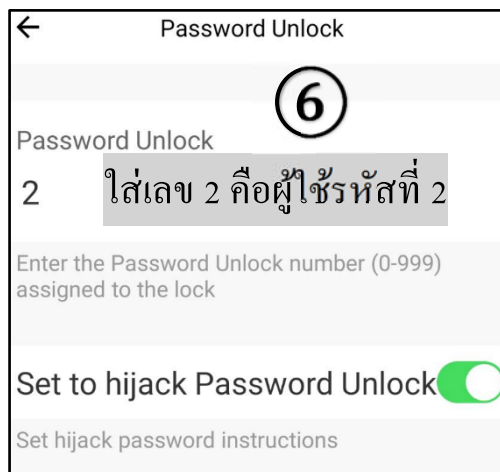 ← Password Unlock
⑥
Password Unlock
2 ใส่เลข 2 คือผู้ใช้รหัสที่ 2
Enter the Password Unlock number (0-999)
assigned to the lock
Set to hijack Password Unlock
Set hijack password instructions